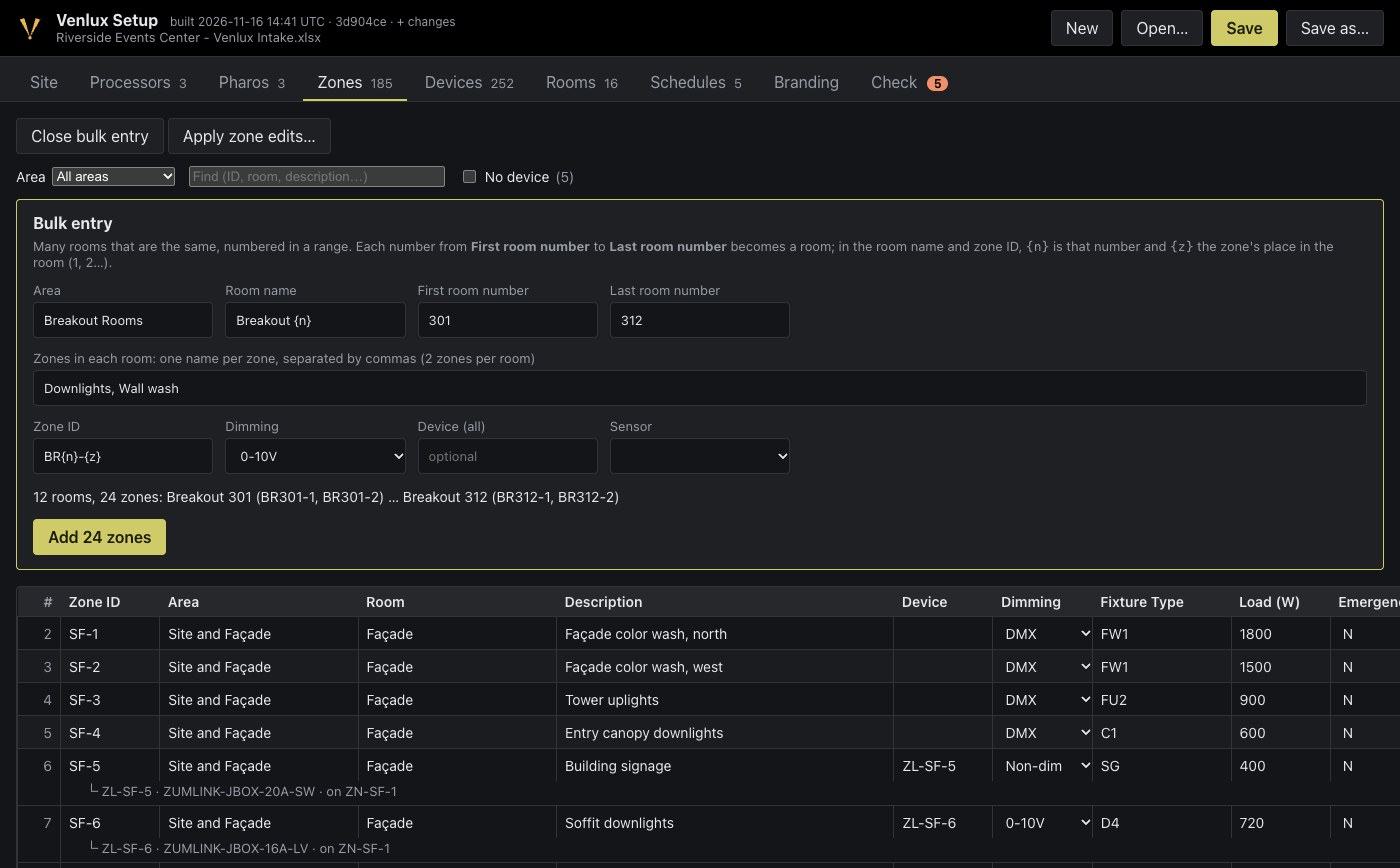 Venlux Setup built 2026-11-16 14:41 UTC · 3d904ce · + changes
Riverside Events Center - Venlux Intake.xlsx
New Open... Save Save as...
Site Processors 3 Pharos 3 Zones 185 Devices 252 Rooms 16 Schedules 5 Branding Check 5
Close bulk entry Apply zone edits...
Area All areas Find (ID, room, description...) No device (5)
Bulk entry
Many rooms that are the same, numbered in a range. Each number from First room number to Last room number becomes a room; in the room name and zone ID, {n} is that number and {z} the zone's place in the
room (1, 2...).
Area Room name First room number Last room number
Breakout Rooms Breakout {n} 301 312
Zones in each room: one name per zone, separated by commas (2 zones per room)
Downlights, Wall wash
Zone ID Dimming Device (all) Sensor
BR{n}-{z} 0-10V optional
12 rooms, 24 zones: Breakout 301 (BR301-1, BR301-2) ... Breakout 312 (BR312-1, BR312-2)
Add 24 zones
# Zone ID Area Room Description Device Dimming Fixture Type Load (W) Emergenc
2 SF-1 Site and Façade Façade Façade color wash, north DMX FW1 1800 N
3 SF-2 Site and Façade Façade Façade color wash, west DMX FW1 1500 N
4 SF-3 Site and Façade Façade Tower uplights DMX FU2 900 N
5 SF-4 Site and Façade Façade Entry canopy downlights DMX C1 600 N
6 SF-5 Site and Façade Façade Building signage ZL-SF-5 Non-dim SG 400 N
└ ZL-SF-5 · ZUMLINK-JBOX-20A-SW · on ZN-SF-1
7 SF-6 Site and Façade Façade Soffit downlights ZL-SF-6 0-10V D4 720 N
└ ZL-SF-6 · ZUMLINK-JBOX-16A-LV · on ZN-SF-1